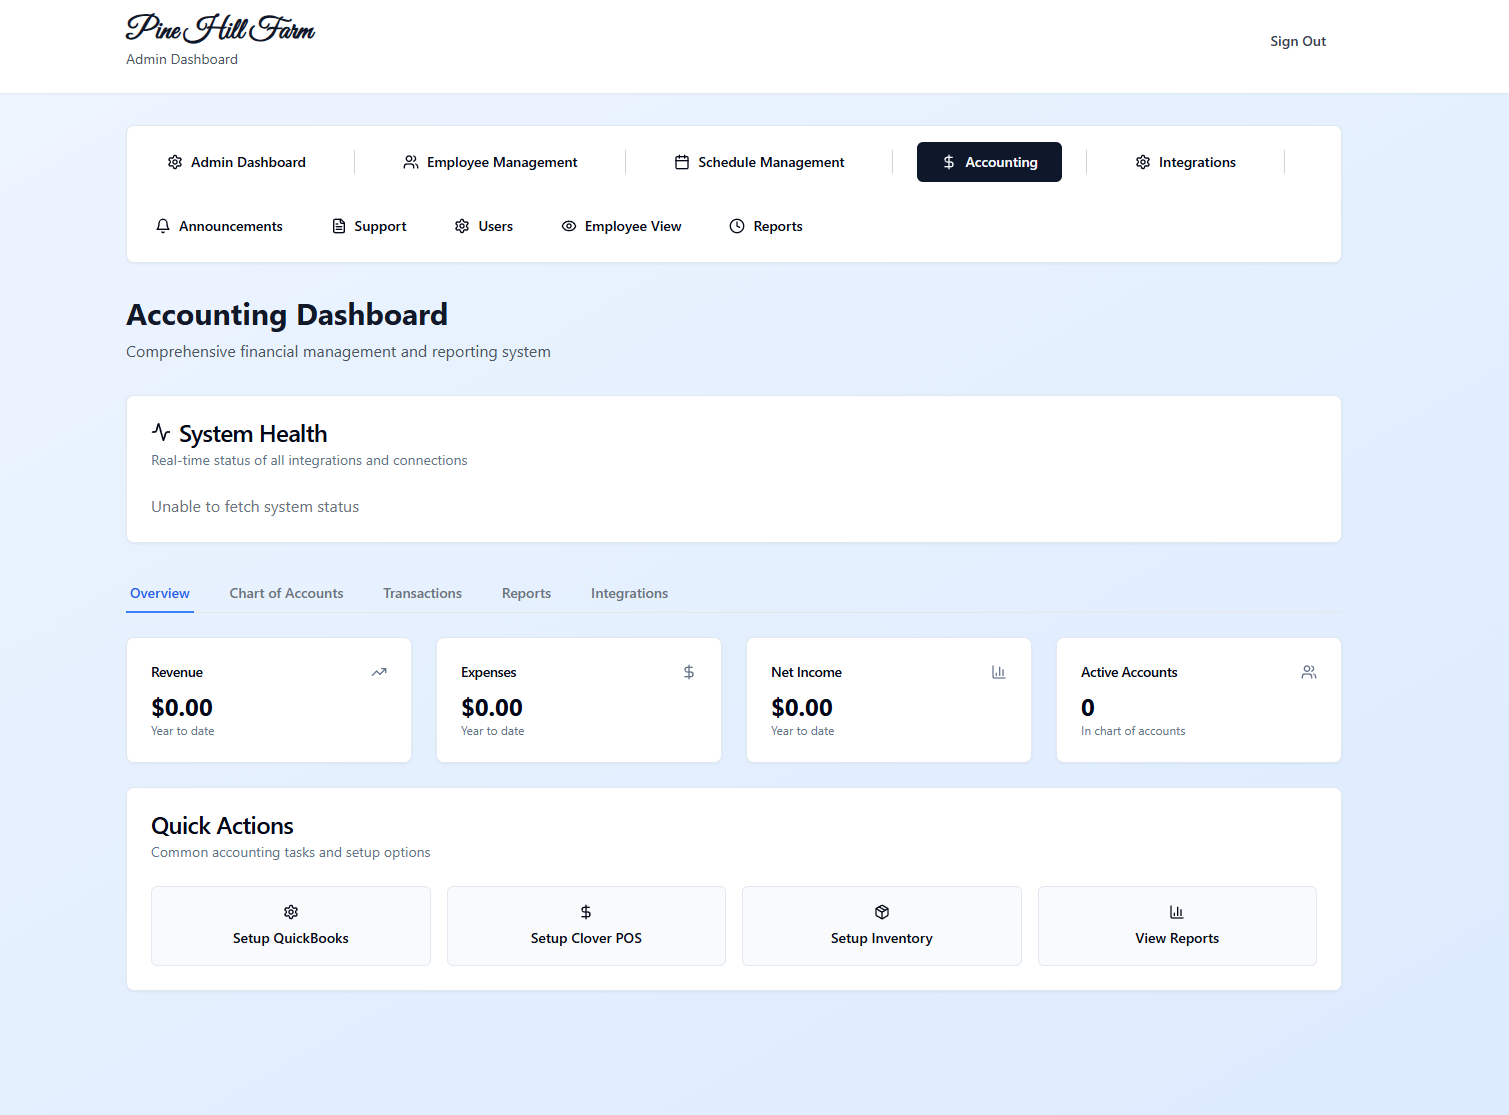 Pine Hill Farm
Admin Dashboard
Sign Out
Admin Dashboard
Employee Management
Schedule Management
Accounting
Integrations
Announcements
Support
Users
Employee View
Reports
Accounting Dashboard
Comprehensive financial management and reporting system
System Health
Real-time status of all integrations and connections
Unable to fetch system status
Overview
Chart of Accounts
Transactions
Reports
Integrations
Revenue
$0.00
Year to date
Expenses
$0.00
Year to date
Net Income
$0.00
Year to date
Active Accounts
0
In chart of accounts
Quick Actions
Common accounting tasks and setup options
Setup QuickBooks
Setup Clover POS
Setup Inventory
View Reports